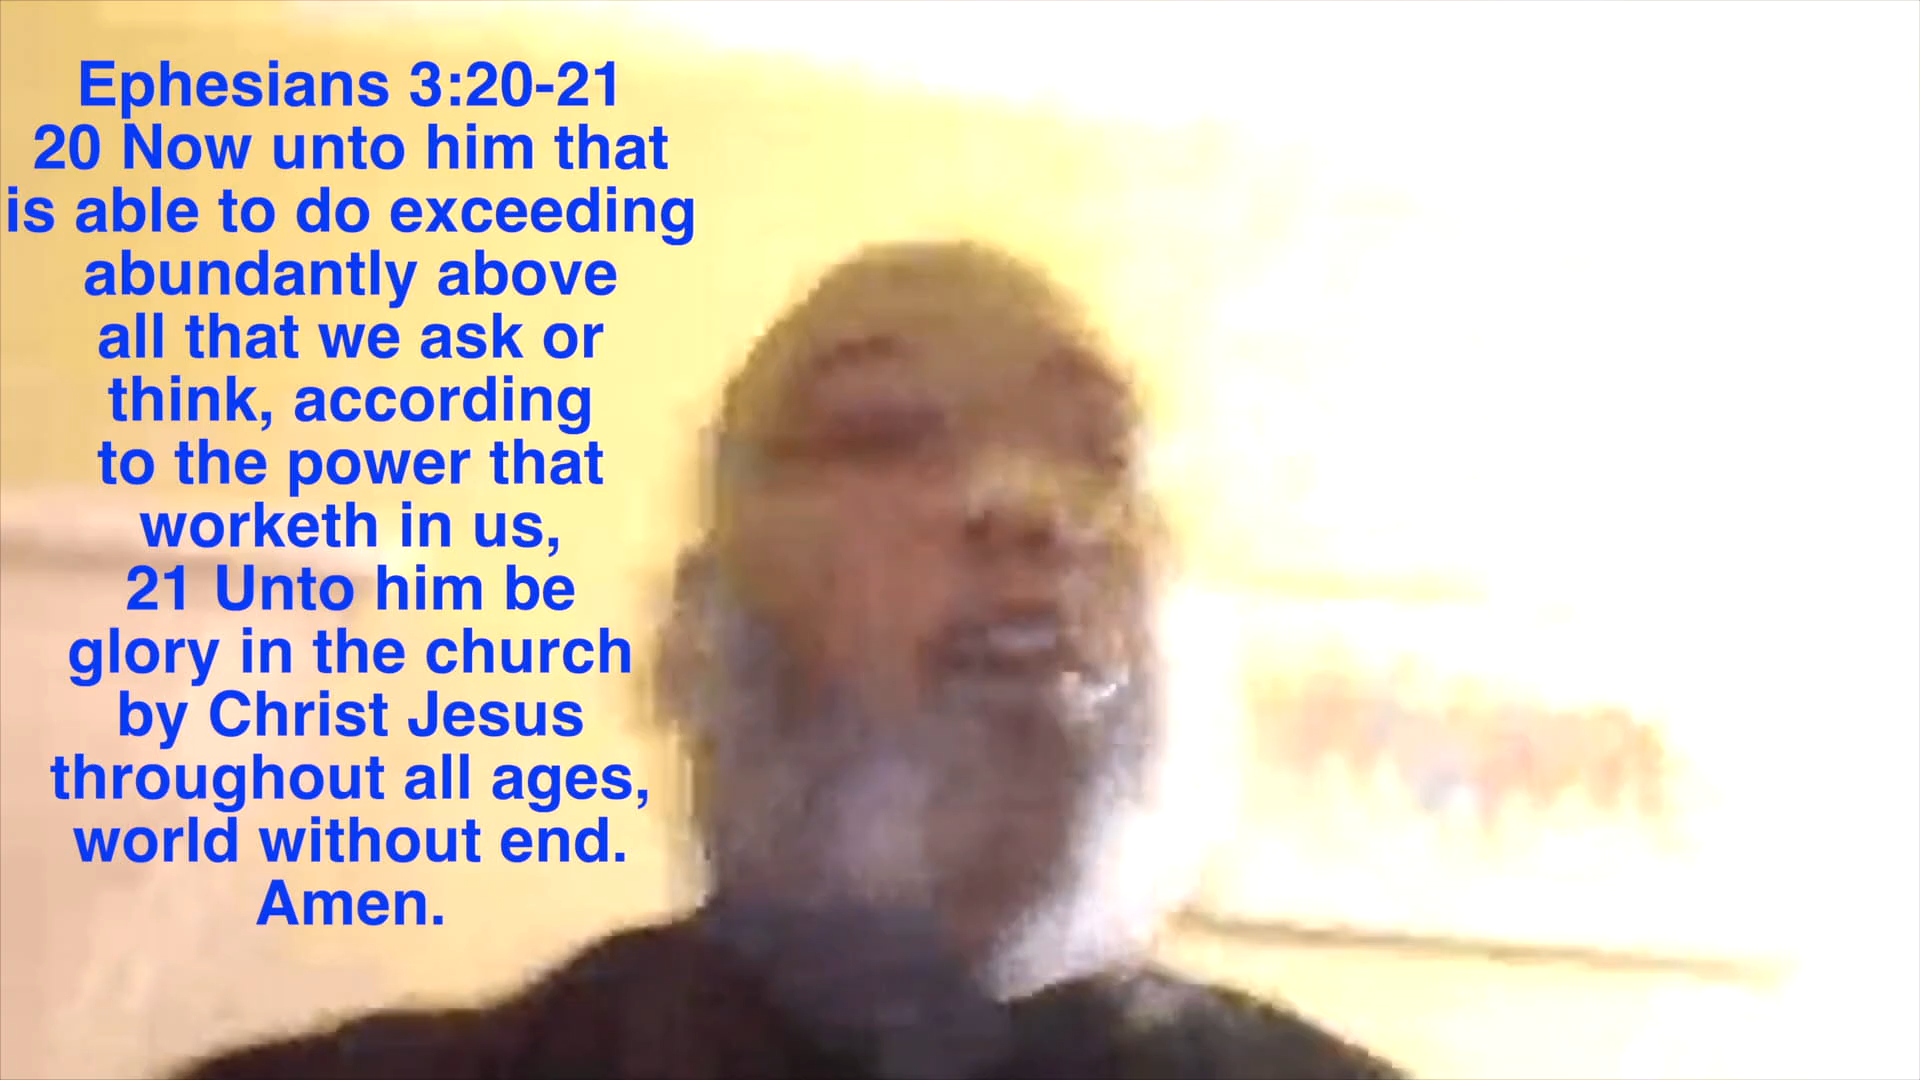 Ephesians 3:20-21
20 Now unto him that
is able to do exceeding
abundantly above
all that we ask or
think, according
to the power that
worketh in us,
21 Unto him be
glory in the church
by Christ Jesus
throughout all ages,
world without end.
Amen.